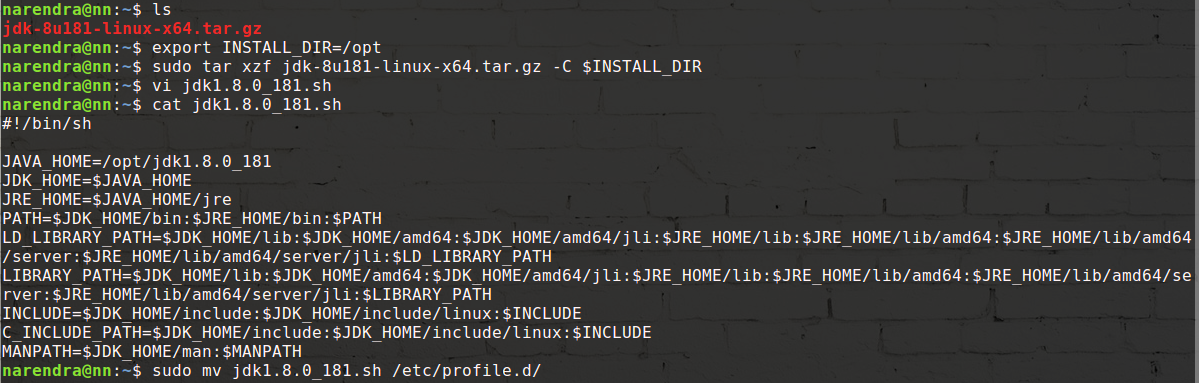 narendra@nn:~$ ls
jdk-8u181-linux-x64.tar.gz
narendra@nn:~$ export INSTALL_DIR=/opt
narendra@nn:~$ sudo tar xzf jdk-8u181-linux-x64.tar.gz -C $INSTALL_DIR
narendra@nn:~$ vi jdk1.8.0_181.sh
narendra@nn:~$ cat jdk1.8.0_181.sh
#!/bin/sh

JAVA_HOME=/opt/jdk1.8.0_181
JDK_HOME=$JAVA_HOME
JRE_HOME=$JAVA_HOME/jre
PATH=$JDK_HOME/bin:$JRE_HOME/bin:$PATH
LD_LIBRARY_PATH=$JDK_HOME/lib:$JDK_HOME/amd64:$JDK_HOME/amd64/jli:$JRE_HOME/lib:$JRE_HOME/lib/amd64:$JRE_HOME/lib/amd64
/server:$JRE_HOME/lib/amd64/server/jli:$LD_LIBRARY_PATH
LIBRARY_PATH=$JDK_HOME/lib:$JDK_HOME/amd64:$JDK_HOME/amd64/jli:$JRE_HOME/lib:$JRE_HOME/lib/amd64:$JRE_HOME/lib/amd64/se
rver:$JRE_HOME/lib/amd64/server/jli:$LIBRARY_PATH
INCLUDE=$JDK_HOME/include:$JDK_HOME/include/linux:$INCLUDE
C_INCLUDE_PATH=$JDK_HOME/include:$JDK_HOME/include/linux:$INCLUDE
MANPATH=$JDK_HOME/man:$MANPATH
narendra@nn:~$ sudo mv jdk1.8.0_181.sh /etc/profile.d/